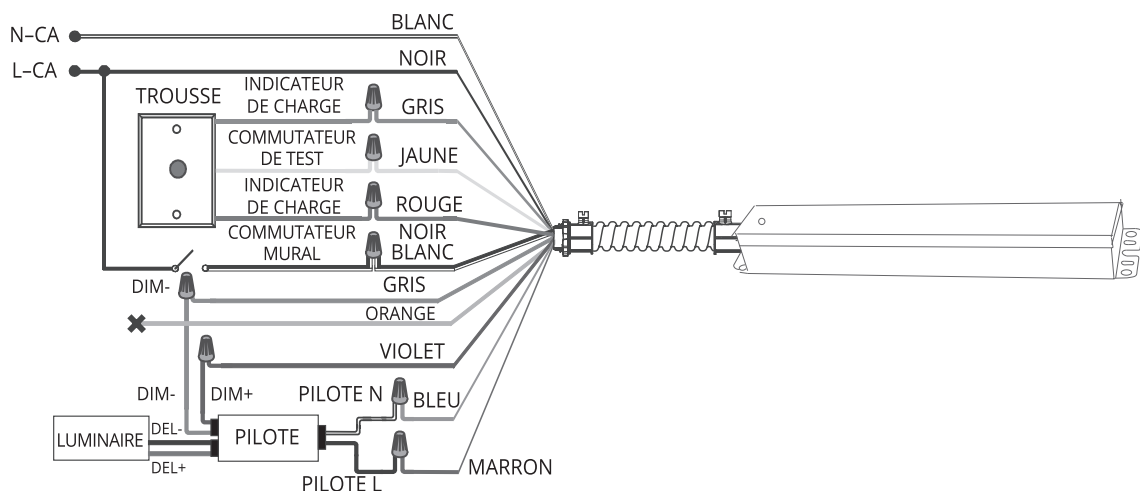 BLANC
N–CA
NOIR
L–CA
INDICATEUR
DE CHARGE
TROUSSE
GRIS
COMMUTATEUR
DE TEST
JAUNE
INDICATEUR
DE CHARGE
ROUGE
COMMUTATEUR
MURAL
NOIR
BLANC
DIM-
GRIS
ORANGE
VIOLET
DIM-
DIM+
PILOTE N
BLEU
LUMINAIRE
DEL-
DEL+
PILOTE
PILOTE L
MARRON